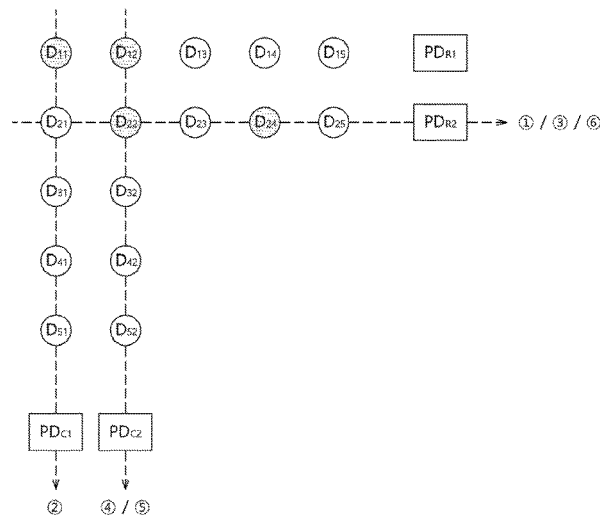 D11 D12 D13 D14 D15 PDR1
D21 D22 D23 D24 D25 PDR2 ① / ③ / ⑥
D31 D32
D41 D42
D51 D52
PDC1 PDC2
② ④ / ⑤